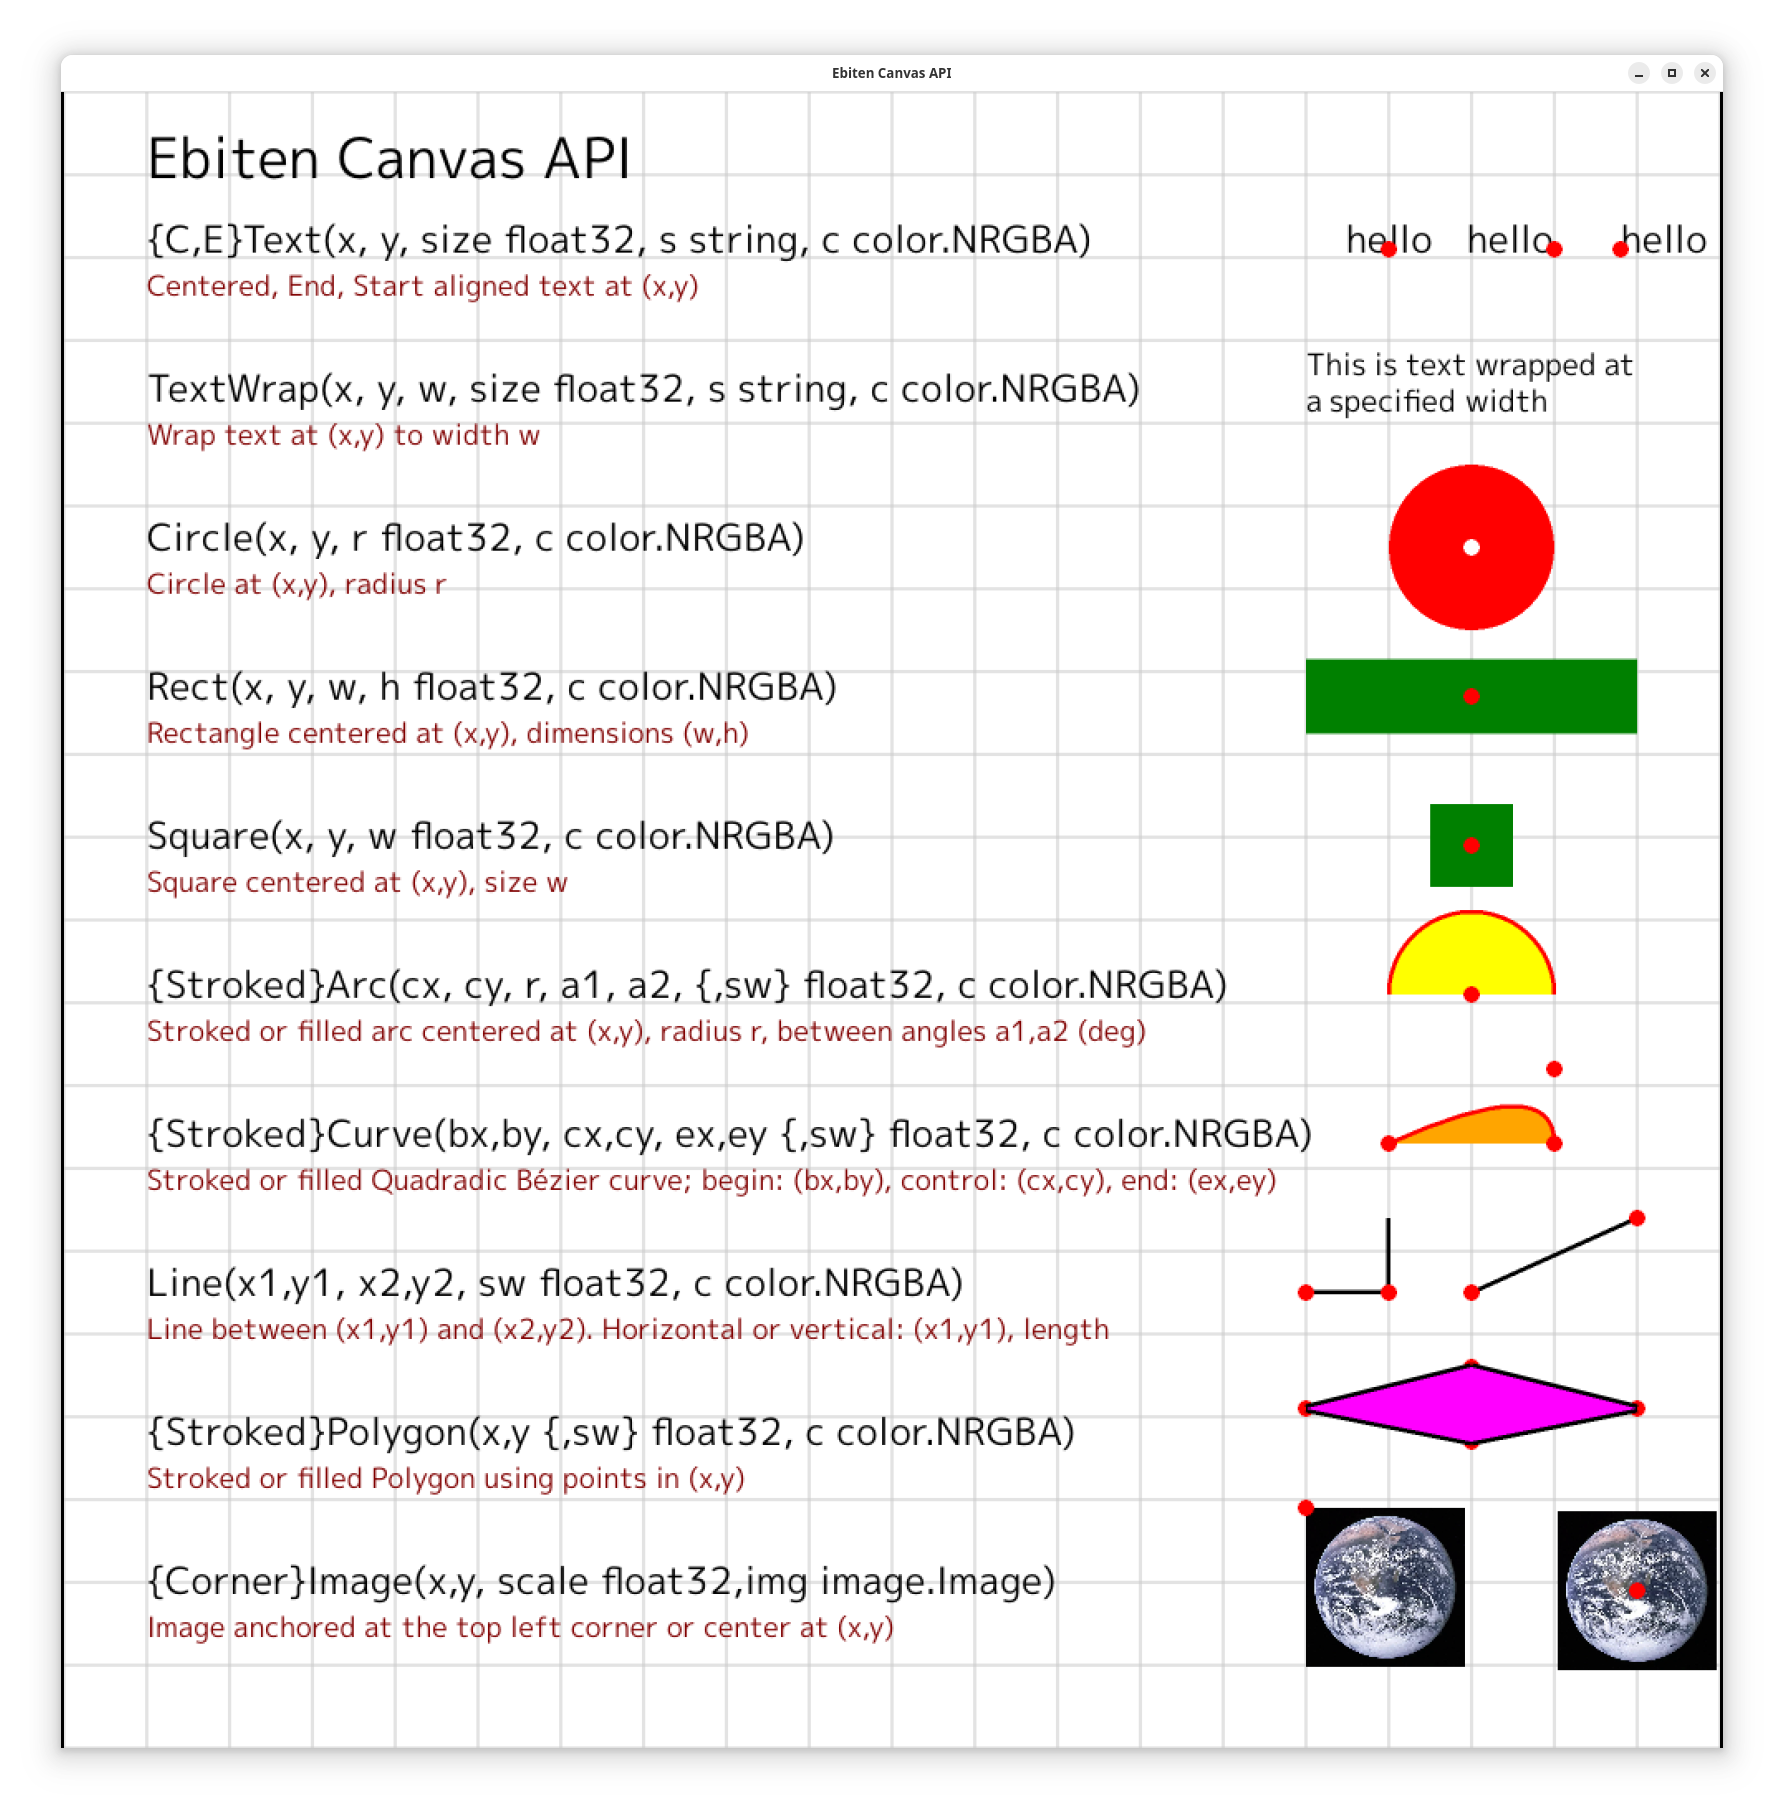 Ebiten Canvas API
Ebiten Canvas API
{C,E}Text(x, y, size float32, s string, c color.NRGBA)
hello hello hello
Centered, End, Start aligned text at (x,y)
This is text wrapped at
a specified width
TextWrap(x, y, w, size float32, s string, c color.NRGBA)
Wrap text at (x,y) to width w
Circle(x, y, r float32, c color.NRGBA)
Circle at (x,y), radius r
Rect(x, y, w, h float32, c color.NRGBA)
Rectangle centered at (x,y), dimensions (w,h)
Square(x, y, w float32, c color.NRGBA)
Square centered at (x,y), size w
{Stroked}Arc(cx, cy, r, a1, a2, {,sw} float32, c color.NRGBA)
Stroked or filled arc centered at (x,y), radius r, between angles a1,a2 (deg)
{Stroked}Curve(bx,by, cx,cy, ex,ey {,sw} float32, c color.NRGBA)
Stroked or filled Quadradic Bézier curve; begin: (bx,by), control: (cx,cy), end: (ex,ey)
Line(x1,y1, x2,y2, sw float32, c color.NRGBA)
Line between (x1,y1) and (x2,y2). Horizontal or vertical: (x1,y1), length
{Stroked}Polygon(x,y {,sw} float32, c color.NRGBA)
Stroked or filled Polygon using points in (x,y)
{Corner}Image(x,y, scale float32,img image.Image)
Image anchored at the top left corner or center at (x,y)